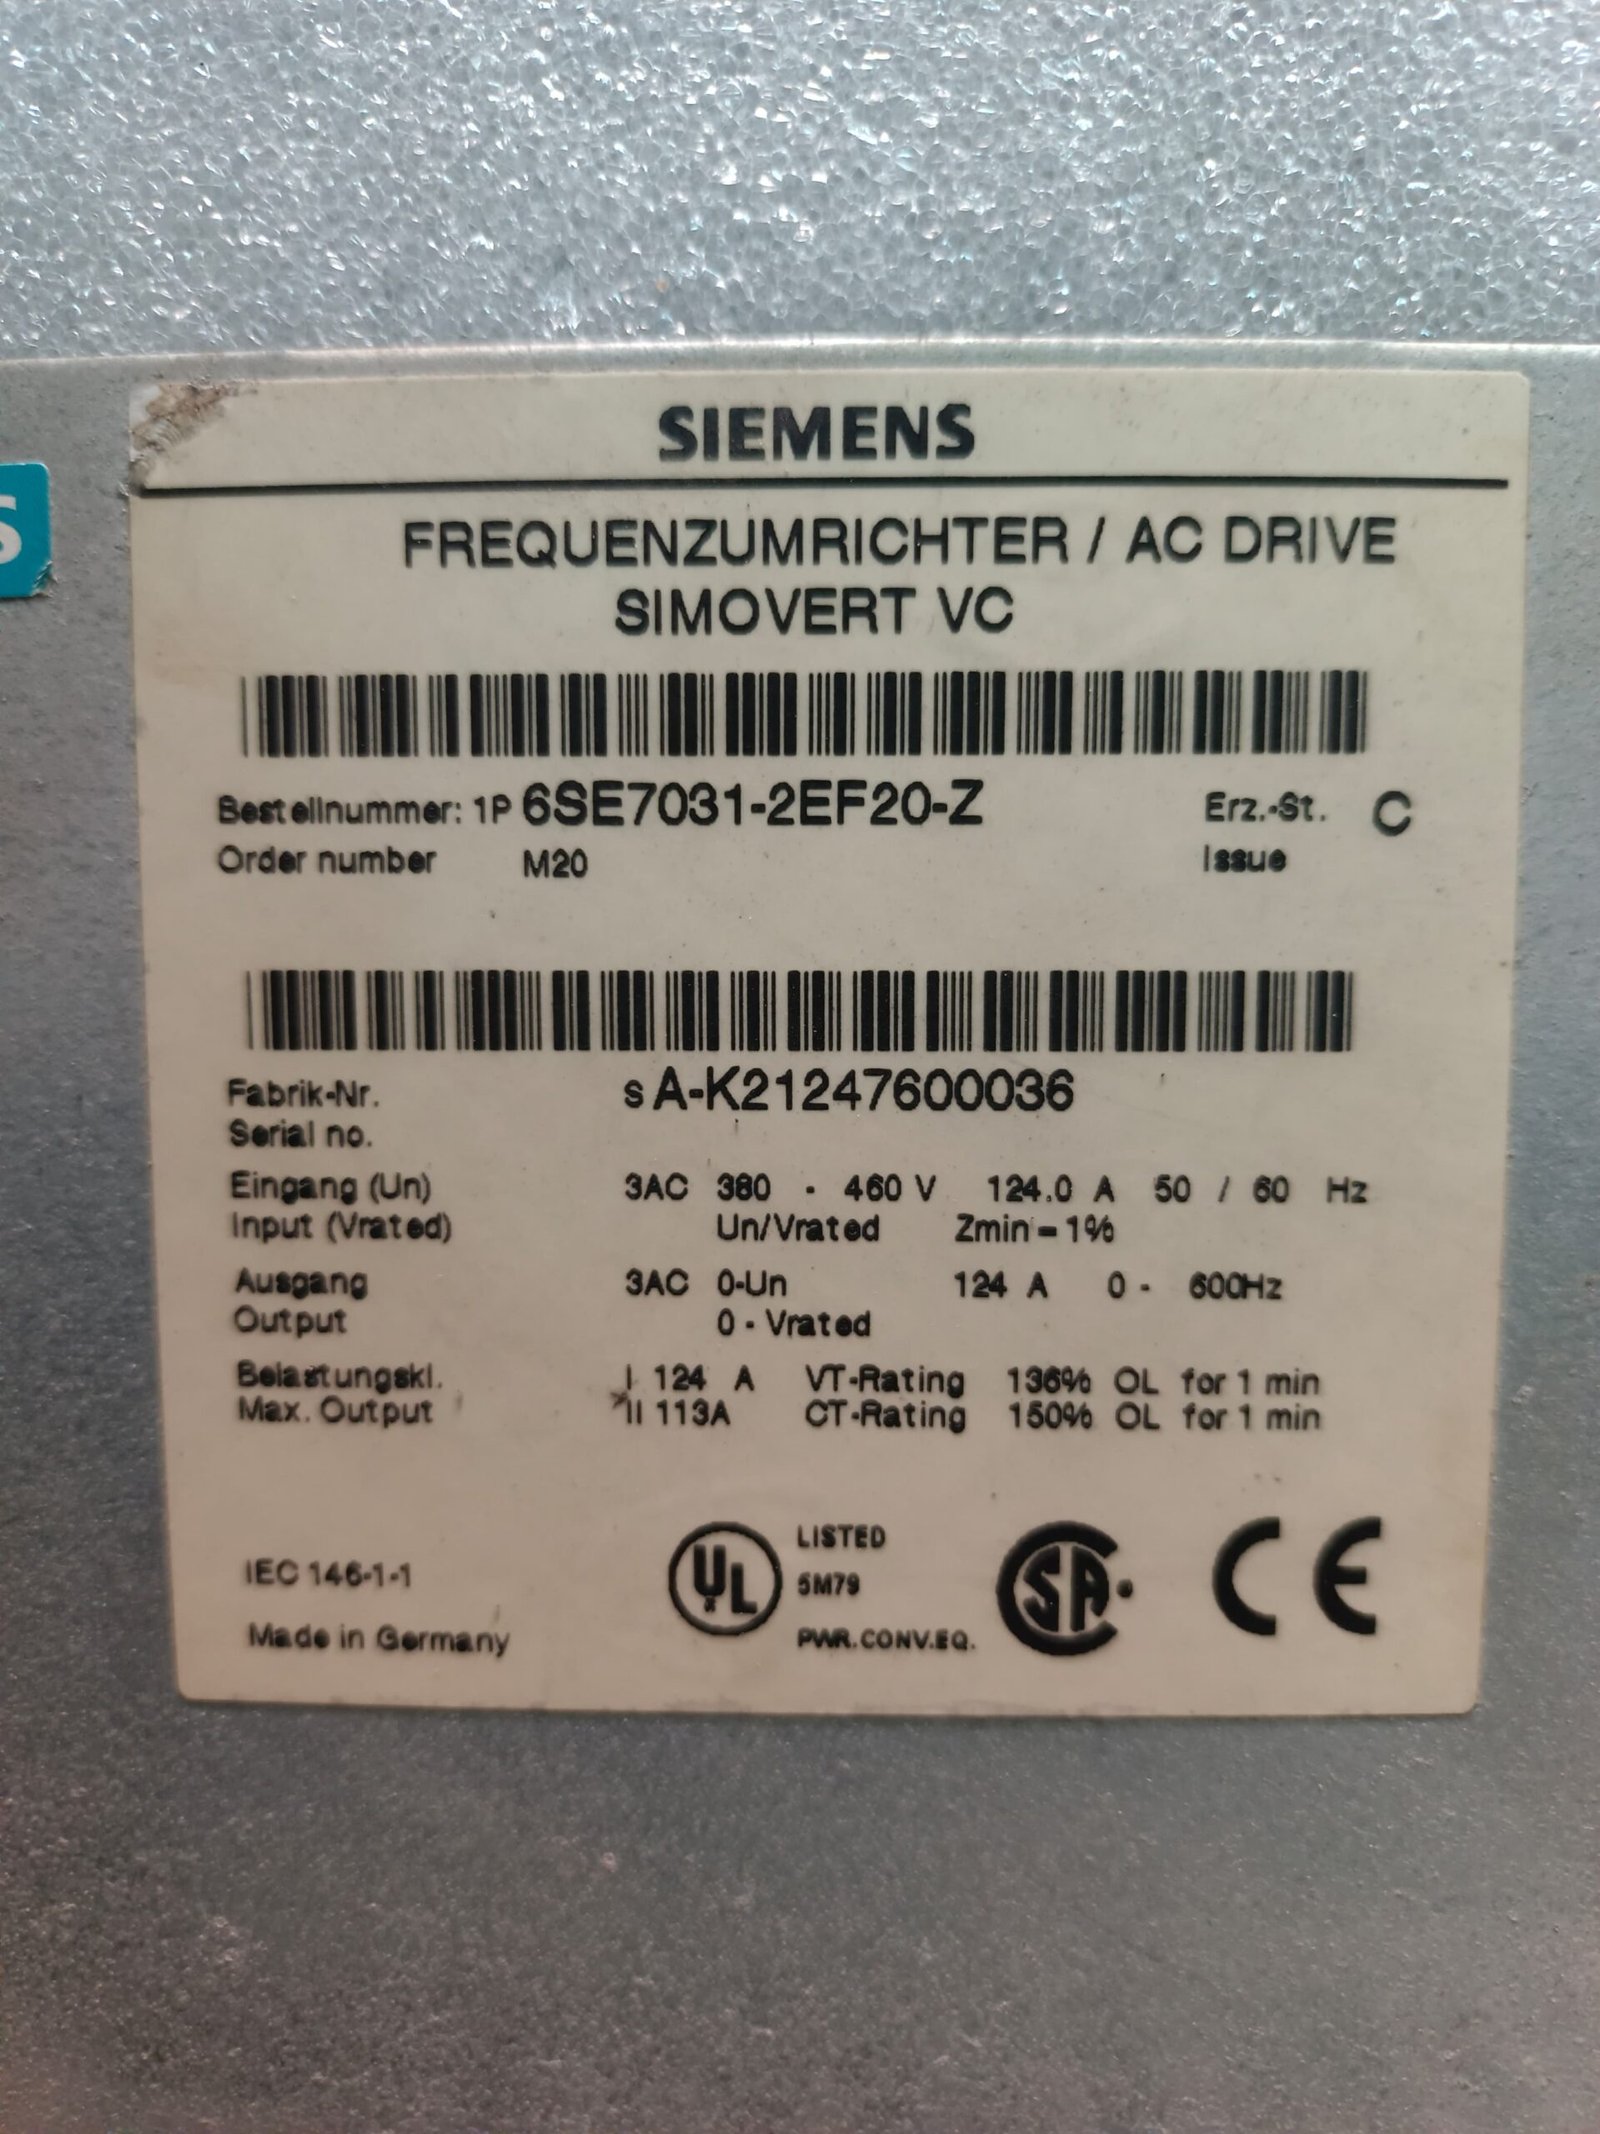 S
SIEMENS
FREQUENZUMRICHTER / AC DRIVE
SIMOVERT VC
Bestellnummer: 1P 6SE7031-2EF20-Z Erz.-St. C
Order number M20 Issue
Fabrik-Nr. sA-K21247600036
Serial no.
Eingang (Un) 3AC 380 - 460 V 124.0 A 50 / 60 Hz
Input (Vrated) Un/Vrated Zmin = 1%
Ausgang 3AC 0-Un 124 A 0 - 600Hz
Output 0 - Vrated
Belastungskl. I 124 A VT-Rating 136% OL for 1 min
Max. Output II 113A CT-Rating 150% OL for 1 min
IEC 146-1-1
Made in Germany
UL
LISTED
5M79
PWR.CONV.EQ.
SA
CE